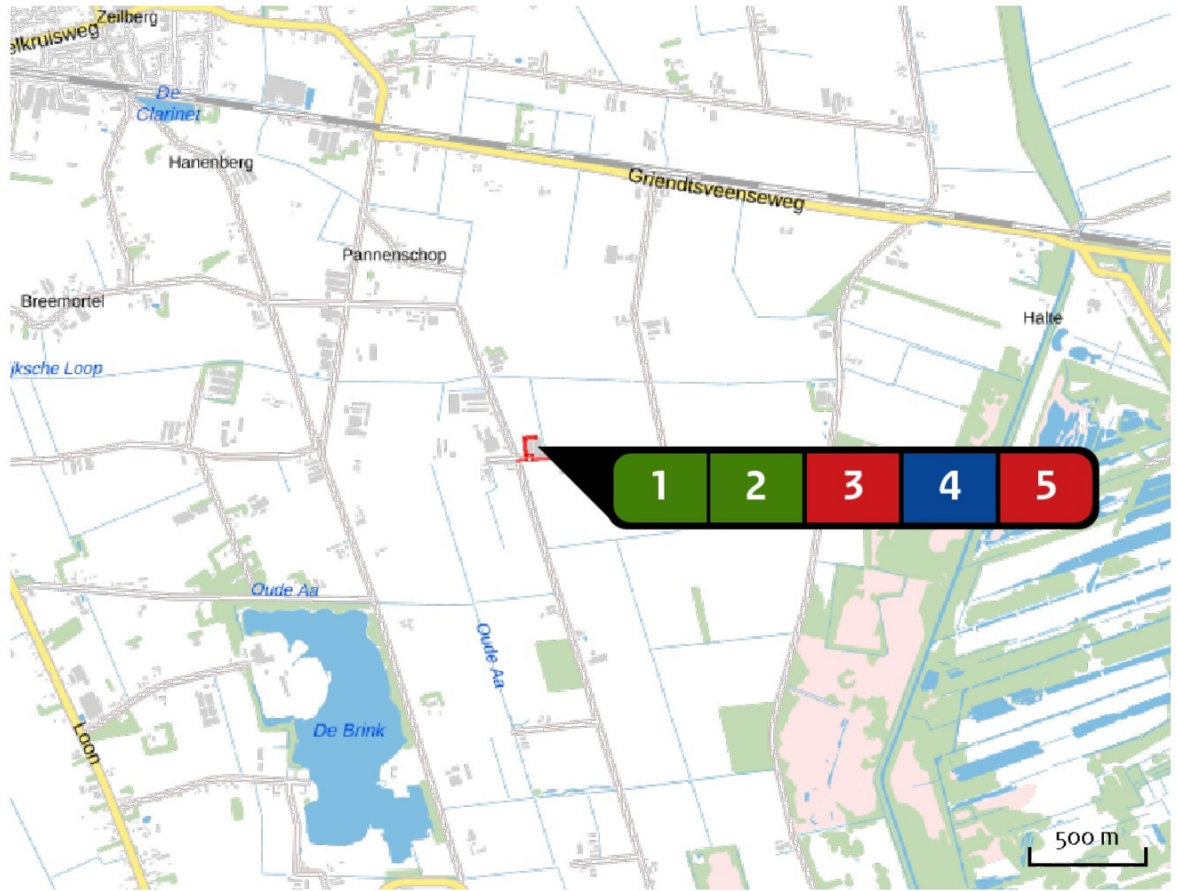 Zeilberg
elkruisweg
De
Clarinet
Hanenberg
Griendtsveenseweg
Pannenschop
Breemortel
Halte
jksche Loop
1 2 3 4 5
Oude Aa
Oude Aa
De Brink
Loon
500 m